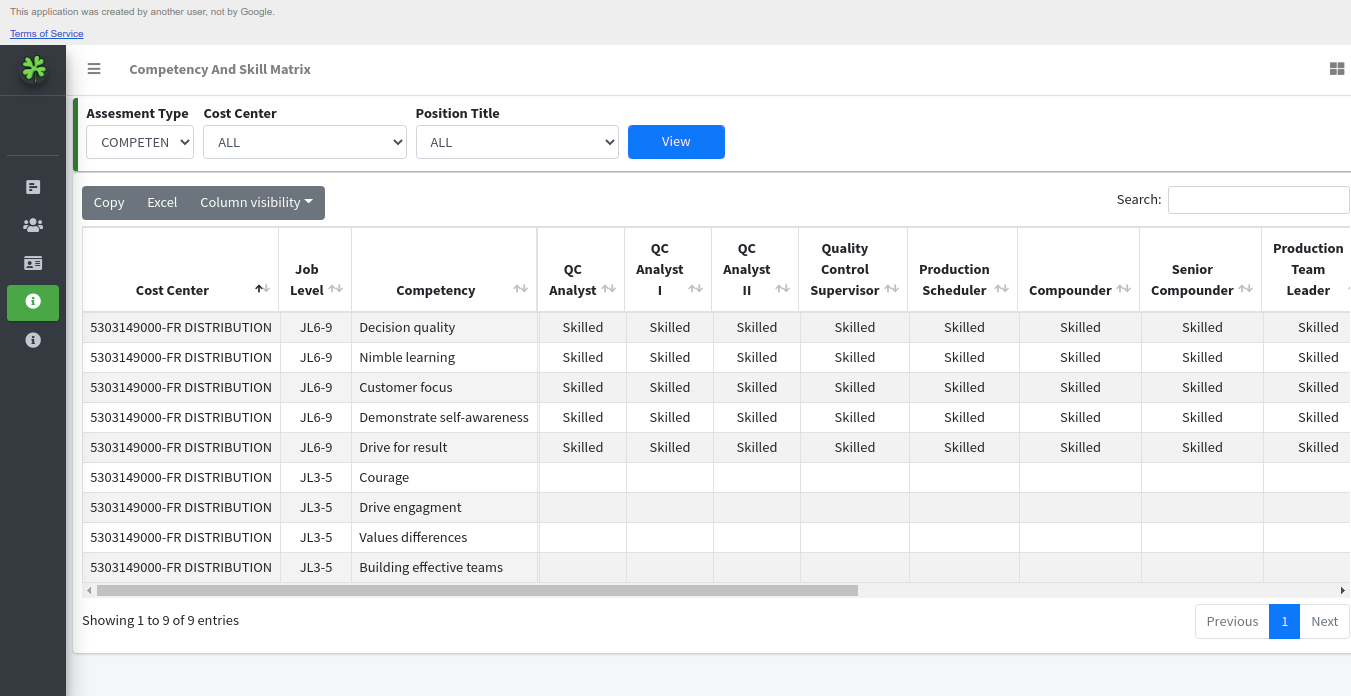 This application was created by another user, not by Google.
Terms of Service
Competency And Skill Matrix
Assesment Type Cost Center Position Title
COMPETEN ALL ALL View
Copy Excel Column visibility Search:
Cost Center Job Level Competency QC Analyst QC Analyst I QC Analyst II Quality Control Supervisor Production Scheduler Compounder Senior Compounder Production Team Leader
5303149000-FR DISTRIBUTION JL6-9 Decision quality Skilled Skilled Skilled Skilled Skilled Skilled Skilled Skilled
5303149000-FR DISTRIBUTION JL6-9 Nimble learning Skilled Skilled Skilled Skilled Skilled Skilled Skilled Skilled
5303149000-FR DISTRIBUTION JL6-9 Customer focus Skilled Skilled Skilled Skilled Skilled Skilled Skilled Skilled
5303149000-FR DISTRIBUTION JL6-9 Demonstrate self-awareness Skilled Skilled Skilled Skilled Skilled Skilled Skilled Skilled
5303149000-FR DISTRIBUTION JL6-9 Drive for result Skilled Skilled Skilled Skilled Skilled Skilled Skilled Skilled
5303149000-FR DISTRIBUTION JL3-5 Courage
5303149000-FR DISTRIBUTION JL3-5 Drive engagment
5303149000-FR DISTRIBUTION JL3-5 Values differences
5303149000-FR DISTRIBUTION JL3-5 Building effective teams
Showing 1 to 9 of 9 entries Previous 1 Next